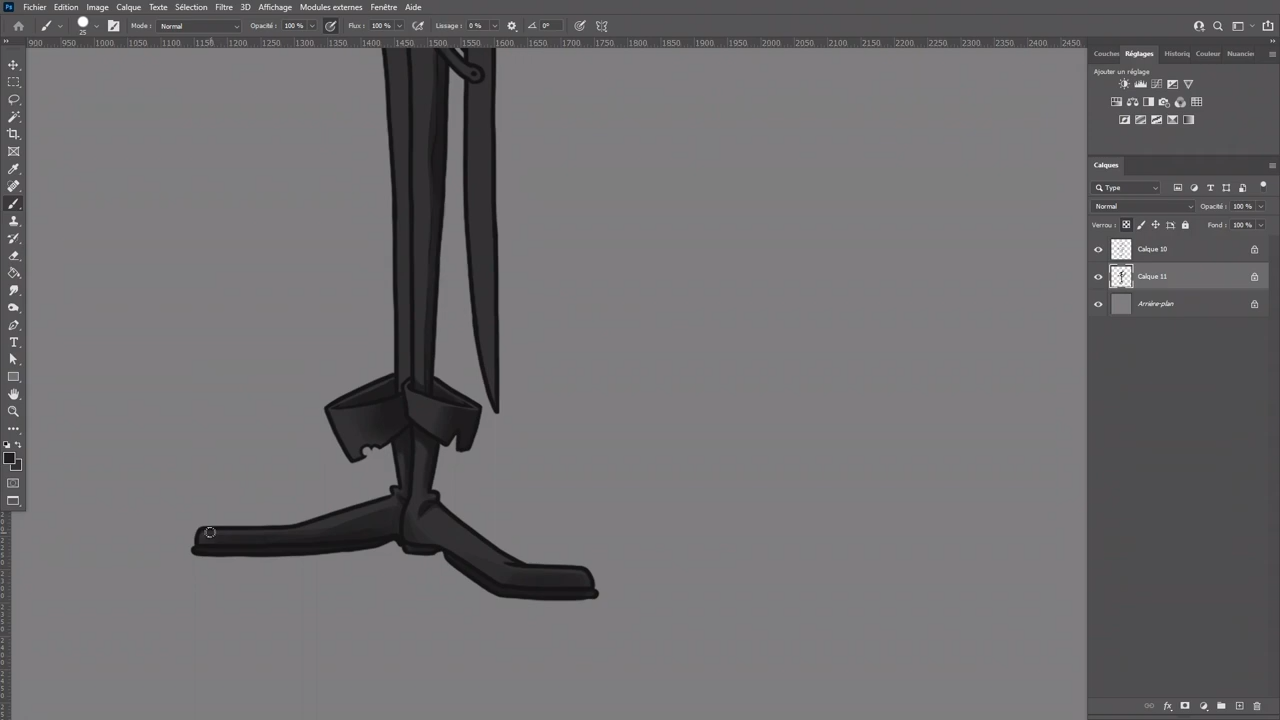 Ps Fichier Edition Image Calque Texte Sélection Filtre 3D Affichage Modules externes Fenêtre Aide
25 Mode : Normal Opacité : 100 % Flux : 100 % Lissage : 0 % 0°
900 950 1000 1050 1100 1150 1200 1250 1300 1350 1400 1450 1500 1550 1600 1650 1700 1750 1800 1850 1900 1950 2000 2050 2100 2150 2200 2250 2300 2350 2400 2450
Couches Réglages Historiq Couleur Nuancier
Ajouter un réglage
Calques
Type
Normal Opacité : 100 %
Verrou : Fond : 100 %
Calque 10
Calque 11
Arrière-plan